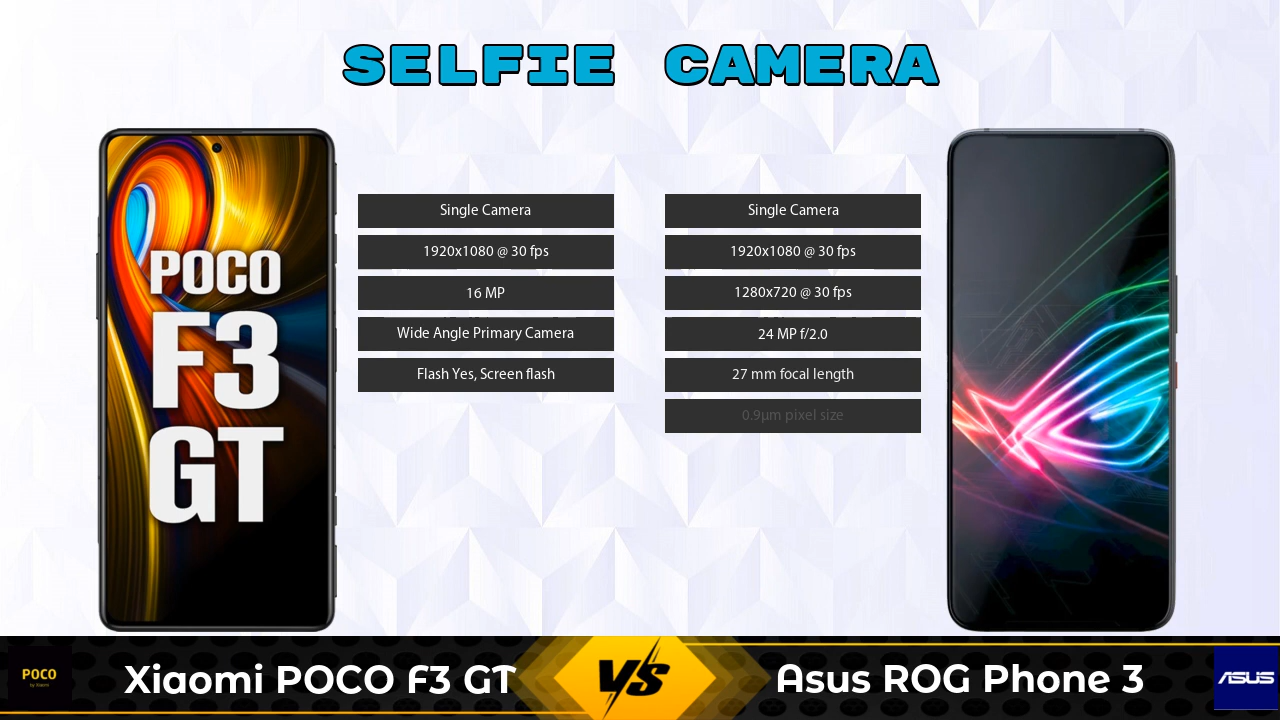 SELFIE CAMERA
POCO
F3
GT
Single Camera
1920x1080 @ 30 fps
16 MP
Wide Angle Primary Camera
Flash Yes, Screen flash
Single Camera
1920x1080 @ 30 fps
1280x720 @ 30 fps
24 MP f/2.0
27 mm focal length
0.9µm pixel size
POCO
by Xiaomi
Xiaomi POCO F3 GT
VS
Asus ROG Phone 3
ASUS